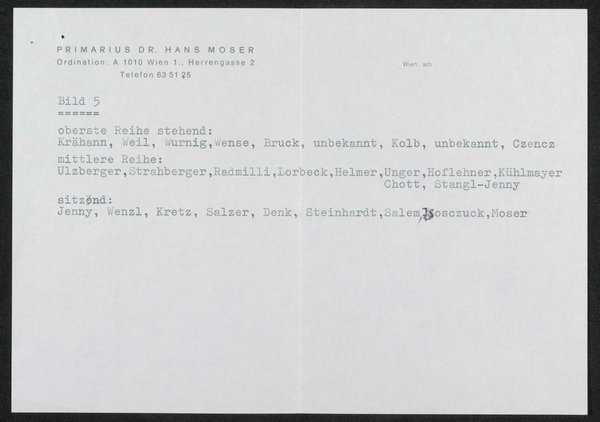 PRIMARIUS DR. HANS MOSER
Ordination: A 1010 Wien 1., Herrengasse 2
Telefon 63 51 25
Wien, am
Bild 5
======
oberste Reihe stehend:
Krähann, Weil, Wurnig,Wense, Bruck, unbekannt, Kolb, unbekannt, Czencz
mittlere Reihe:
Ulzberger,Strahberger,Radmilli,Lorbeck,Helmer,Unger,Hoflehner,Kühlmayer
Chott, Stangl-Jenny
sitzend:
Jenny, Wenzl, Kretz, Salzer, Denk, Steinhardt,Salem, Moser